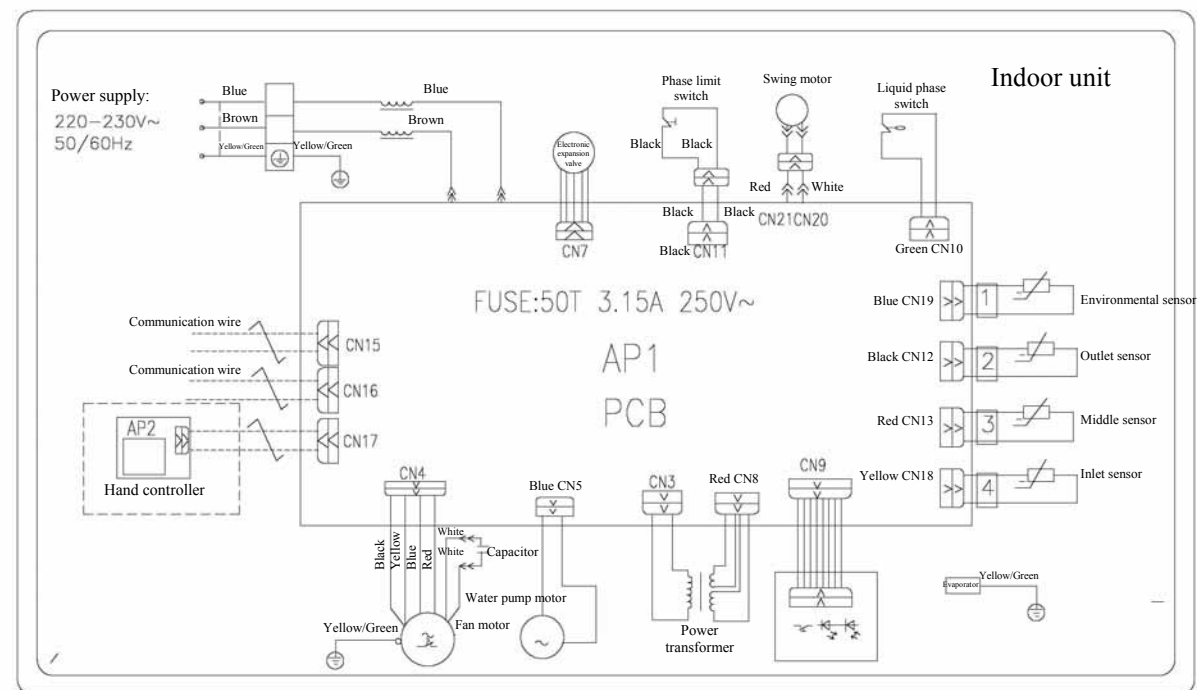 Indoor unit
Power supply:
220-230V~
50/60Hz
Blue
Brown
Yellow/Green
Yellow/Green
Blue
Brown
Electronic
expansion
valve
CN7
Phase limit
switch
Black
Black
Black
Black
Black CN11
Swing motor
Red
White
CN21CN20
Liquid phase
switch
Green CN10
FUSE:50T 3.15A 250V~
AP1
PCB
Blue CN19
1
Environmental sensor
Black CN12
2
Outlet sensor
Red CN13
3
Middle sensor
Yellow CN18
4
Inlet sensor
Communication wire
CN15
Communication wire
CN16
CN17
AP2
Hand controller
CN4
Black
Yellow
Blue
Red
White
White
Capacitor
Yellow/Green
Fan motor
Blue CN5
Water pump motor
~
CN3
Red CN8
Power
transformer
CN9
Evaporator
Yellow/Green